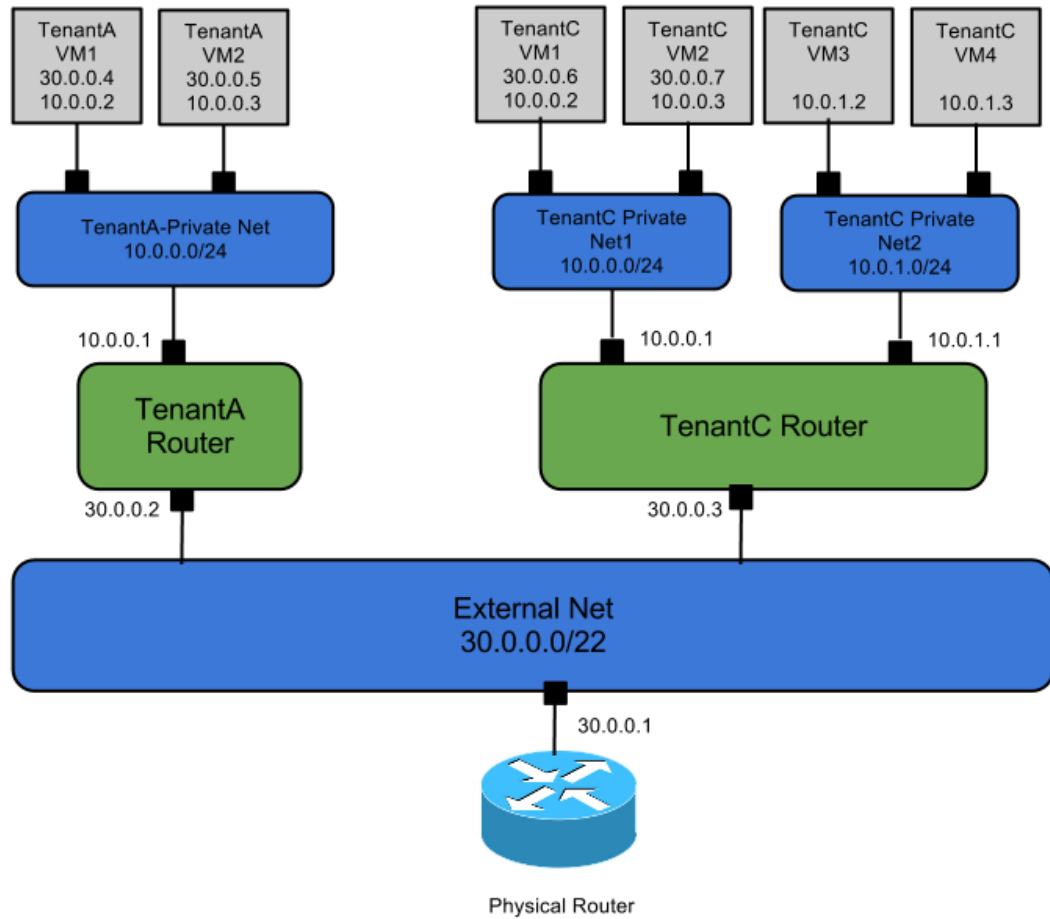 TenantA
VM1
30.0.0.4
10.0.0.2
TenantA
VM2
30.0.0.5
10.0.0.3
TenantC
VM1
30.0.0.6
10.0.0.2
TenantC
VM2
30.0.0.7
10.0.0.3
TenantC
VM3
10.0.1.2
TenantC
VM4
10.0.1.3
TenantA-Private Net
10.0.0.0/24
TenantC Private
Net1
10.0.0.0/24
TenantC Private
Net2
10.0.1.0/24
10.0.0.1
10.0.0.1
10.0.1.1
TenantA
Router
TenantC Router
30.0.0.2
30.0.0.3
External Net
30.0.0.0/22
30.0.0.1
Physical Router